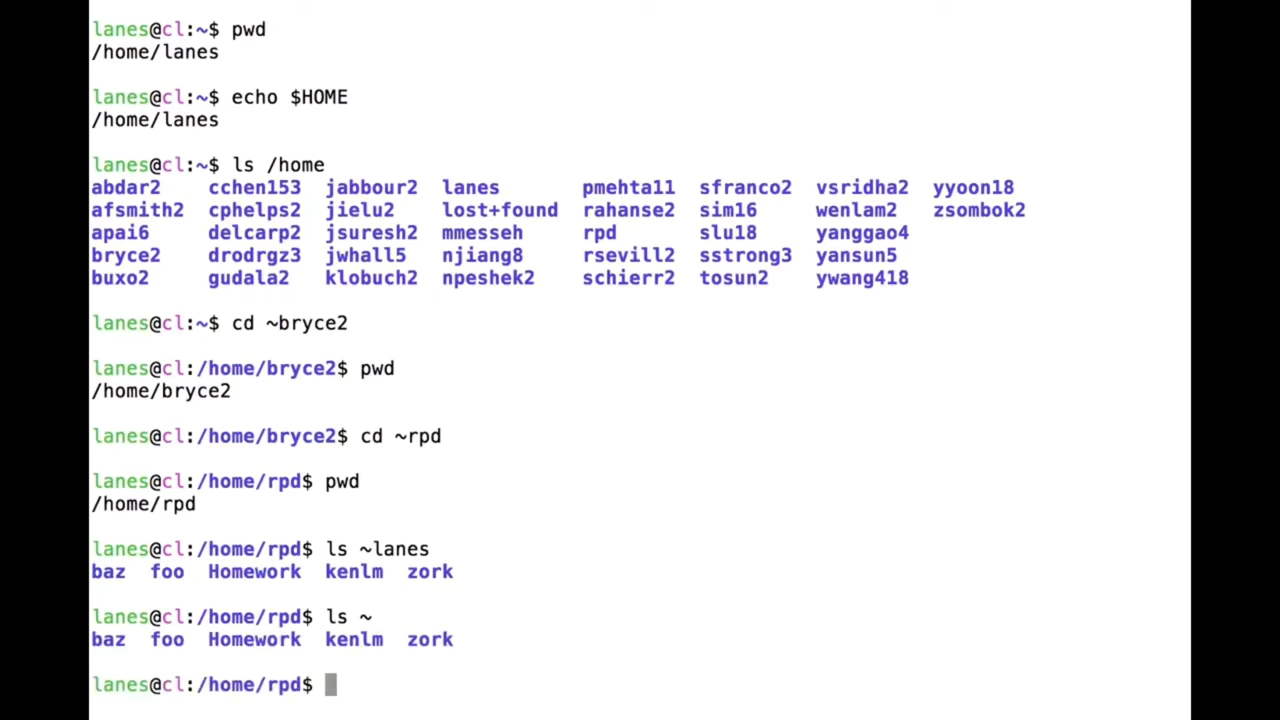 lanes@cl:~$ pwd
/home/lanes
lanes@cl:~$ echo $HOME
/home/lanes
lanes@cl:~$ ls /home
abdar2 cchen153 jabbour2 lanes pmehta11 sfranco2 vsridha2 yyoon18
afsmith2 cphelps2 jielu2 lost+found rahanse2 sim16 wenlam2 zsombok2
apai6 delcarp2 jsuresh2 mmesseh rpd slu18 yanggao4
bryce2 drodrgz3 jwhall5 njiang8 rsevill2 sstrong3 yansun5
buxo2 gudala2 klobuch2 npeshek2 schierr2 tosun2 ywang418
lanes@cl:~$ cd ~bryce2
lanes@cl:/home/bryce2$ pwd
/home/bryce2
lanes@cl:/home/bryce2$ cd ~rpd
lanes@cl:/home/rpd$ pwd
/home/rpd
lanes@cl:/home/rpd$ ls ~lanes
baz foo Homework kenlm zork
lanes@cl:/home/rpd$ ls ~
baz foo Homework kenlm zork
lanes@cl:/home/rpd$